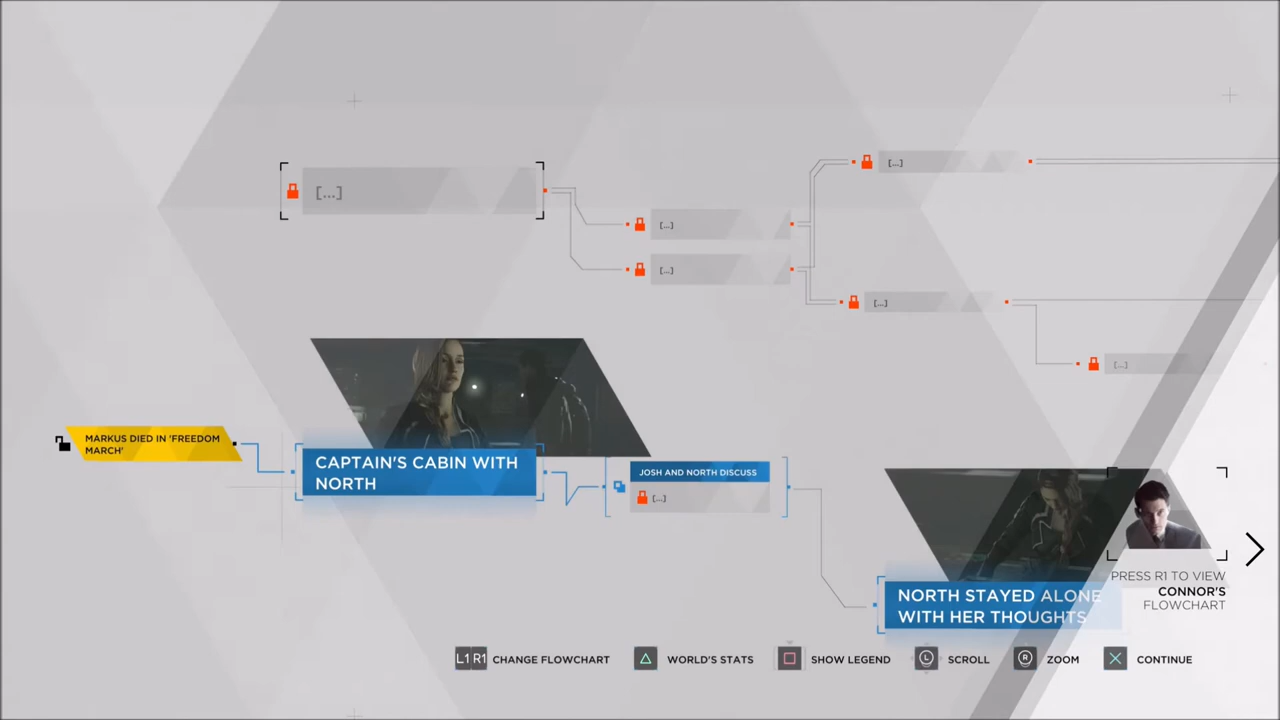 [...]
[...]
[...]
[...]
[...]
[...]
MARKUS DIED IN 'FREEDOM
MARCH'
CAPTAIN'S CABIN WITH
NORTH
JOSH AND NORTH DISCUSS
[...]
NORTH STAYED ALONE
WITH HER THOUGHTS
PRESS R1 TO VIEW
CONNOR'S
FLOWCHART
L1 R1 CHANGE FLOWCHART
WORLD'S STATS
SHOW LEGEND
L SCROLL
R ZOOM
CONTINUE